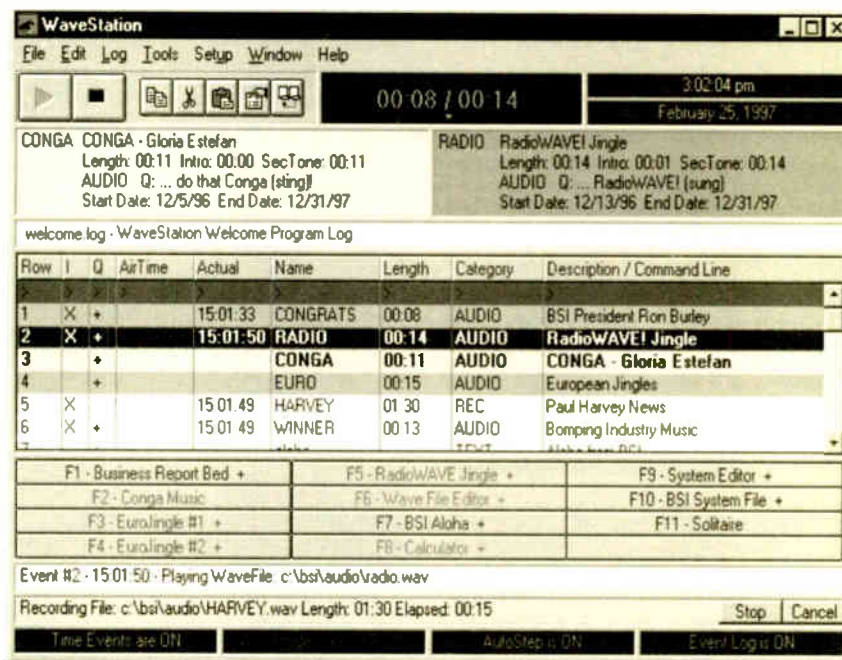 WaveStation
File Edit Log Tools Setup Window Help
00:08 / 00:14
3:02:04 pm
February 25, 1997
CONGA CONGA - Gloria Estefan
Length: 00:11 Intro: 00:00 SecTone: 00:11
AUDIO Q: ... do that Conga (sting)!
Start Date: 12/5/96 End Date: 12/31/97
RADIO RadioWAVE! Jingle
Length: 00:14 Intro: 00:01 SecTone: 00:14
AUDIO Q: ... RadioWAVE! (sung)
Start Date: 12/13/96 End Date: 12/31/97
welcome.log - WaveStation Welcome Program Log
Row I Q AirTime Actual Name Length Category Description / Command Line
1 X + 15:01:33 CONGRATS 00:08 AUDIO BSI President Ron Burley
2 X + 15:01:50 RADIO 00:14 AUDIO RadioWAVE! Jingle
3 + CONGA 00:11 AUDIO CONGA - Gloria Estefan
4 + EURO 00:15 AUDIO European Jingles
5 X 15:01:49 HARVEY 01:30 REC Paul Harvey News
6 X + 15:01:49 WINNER 00:13 AUDIO Bomping Industry Music
F1 - Business Report Bed + F5 - RadioWAVE Jingle + F9 - System Editor +
F2 - Conga Music F6 - Wave File Editor + F10 - BSI System File +
F3 - EuroJingle #1 + F7 - BSI Aloha + F11 - Solitaire
F4 - EuroJingle #2 + F8 - Calculator +
Event #2 - 15:01:50 - Playing WaveFile: c:\bsi\audio\radio.wav
Recording File: c:\bsi\audio\HARVEY.wav Length: 01:30 Elapsed: 00:15 Stop Cancel
Time Events are ON AutoStep is ON Event Log is ON